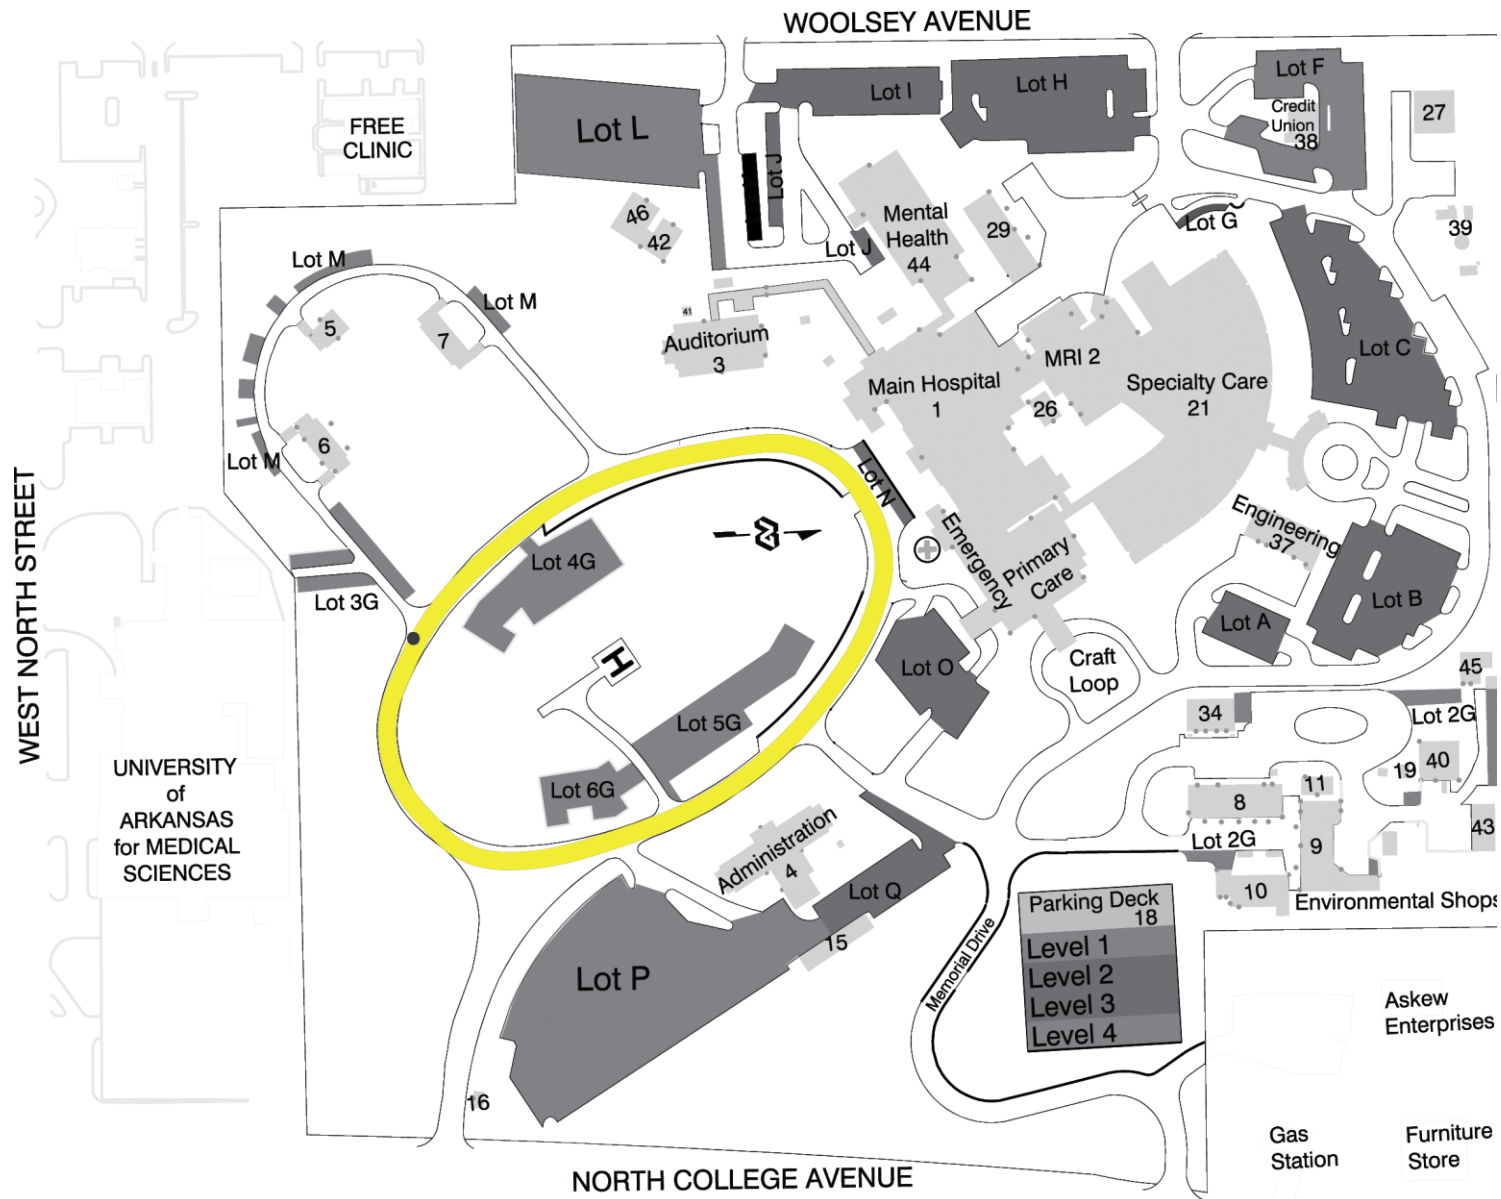 WOOLSEY AVENUE
Lot L
Lot I
Lot H
Lot F
Credit
Union
38
27
FREE
CLINIC
Lot J
46
42
Mental
Health
44
29
Lot G
39
Lot J
Lot M
Lot M
5
7
41
Auditorium
3
MRI 2
Lot C
Main Hospital
1
Specialty Care
21
26
6
Lot M
Lot N
WEST NORTH STREET
Emergency
Engineering
37
Primary
Care
Lot 4G
Lot 3G
Lot B
Lot A
H
Lot O
Craft
Loop
45
34
Lot 2G
Lot 5G
UNIVERSITY
of
ARKANSAS
for MEDICAL
SCIENCES
Lot 6G
11
19
40
8
Administration
4
Lot 2G
9
43
Lot Q
10
Environmental Shops
Parking Deck
18
Level 1
Level 2
Level 3
Level 4
15
Memorial Drive
Lot P
Askew
Enterprises
16
Gas
Station
Furniture
Store
NORTH COLLEGE AVENUE